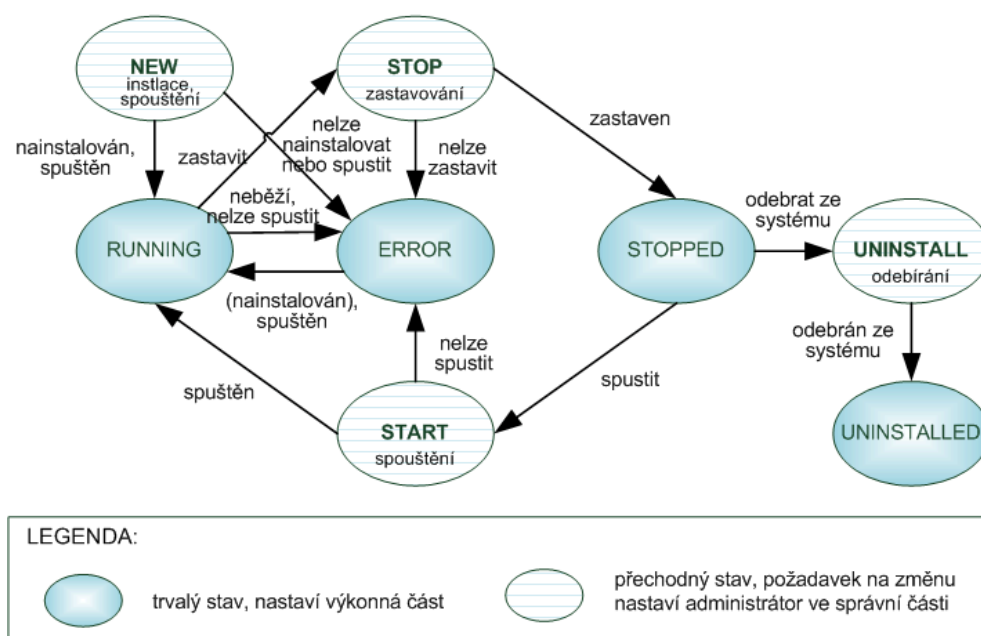 NEW
instlace,
spouštění
STOP
zastavování
nainstalován,
spuštěn
zastavit
nelze
nainstalovat
nebo spustit
nelze
zastavit
zastaven
neběží,
nelze spustit
RUNNING
ERROR
STOPPED
odebrat ze
systému
UNINSTALL
odebírání
(nainstalován),
spuštěn
nelze
spustit
odebrán ze
systému
spuštěn
spustit
START
spouštění
UNINSTALLED
LEGENDA:
trvalý stav, nastaví výkonná část
přechodný stav, požadavek na změnu
nastaví administrátor ve správní části